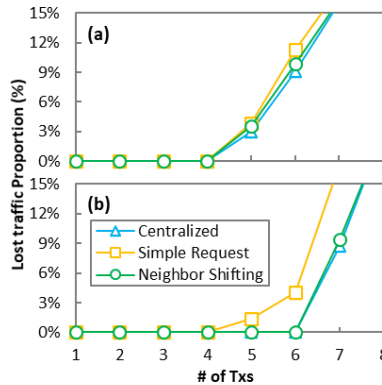 15%
(a)
12%
9%
6%
3%
0%
15%
(b)
12%
Centralized
9%
Simple Request
6%
Neighbor Shifting
3%
0%
1 2 3 4 5 6 7 8
# of Txs
Lost traffic Proportion (%)